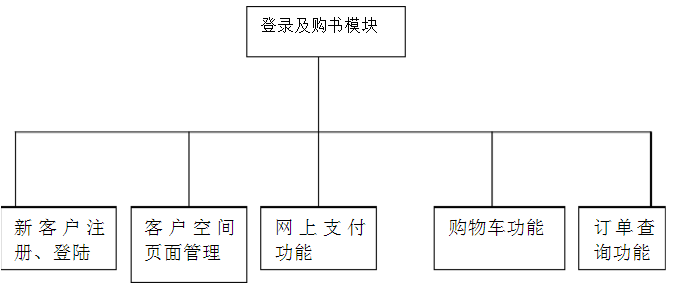 登录及购书模块
新客户注
册、登陆
客户空间
页面管理
网上支付
功能
购物车功能
订单查
询功能